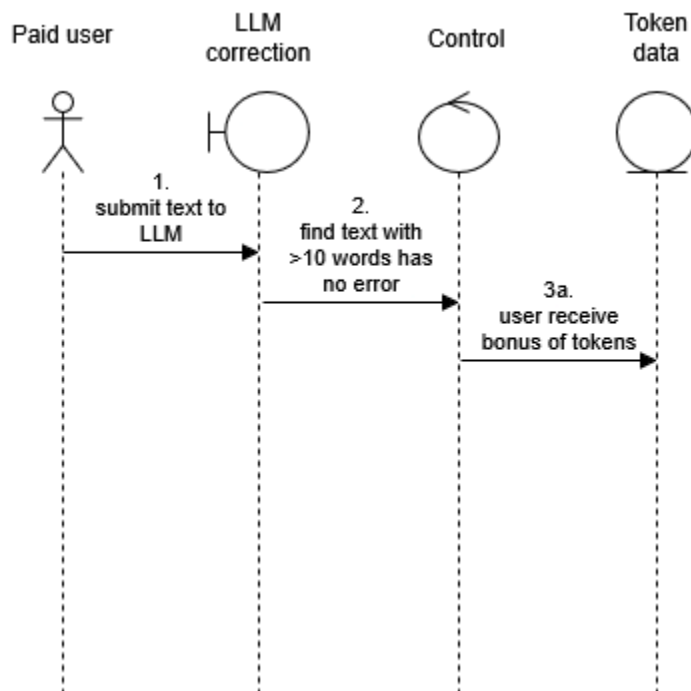 Paid user
LLM
correction
Control
Token
data
1.
submit text to
LLM
2.
find text with
>10 words has
no error
3a.
user receive
bonus of tokens